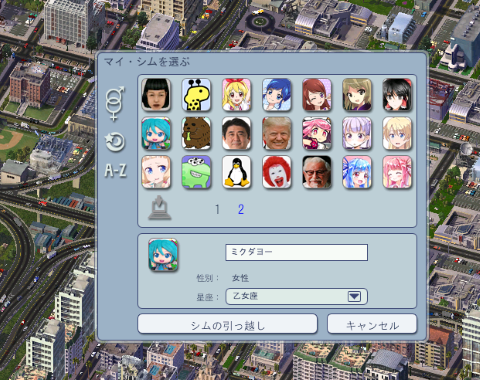 マイ・シムを選ぶ
A-Z
1 2
ミクダヨー
性別： 女性
星座： 乙女座
シムの引っ越し
キャンセル